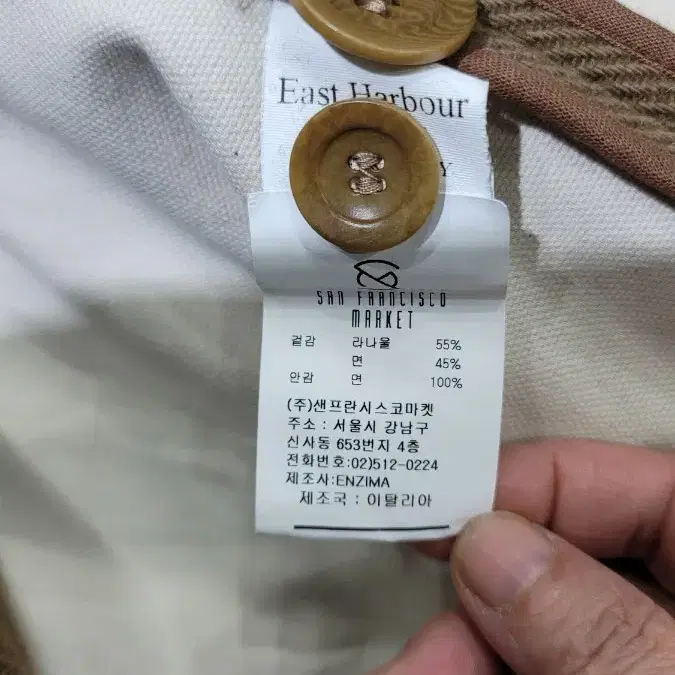 East Harbour
Y
SAN FRANCISCO
MARKET
겉감 라나울 55%
면 45%
안감 면 100%
(주)샌프란시스코마켓
주소 : 서울시 강남구
신사동 653번지 4층
전화번호:02)512-0224
제조사:ENZIMA
제조국 : 이탈리아